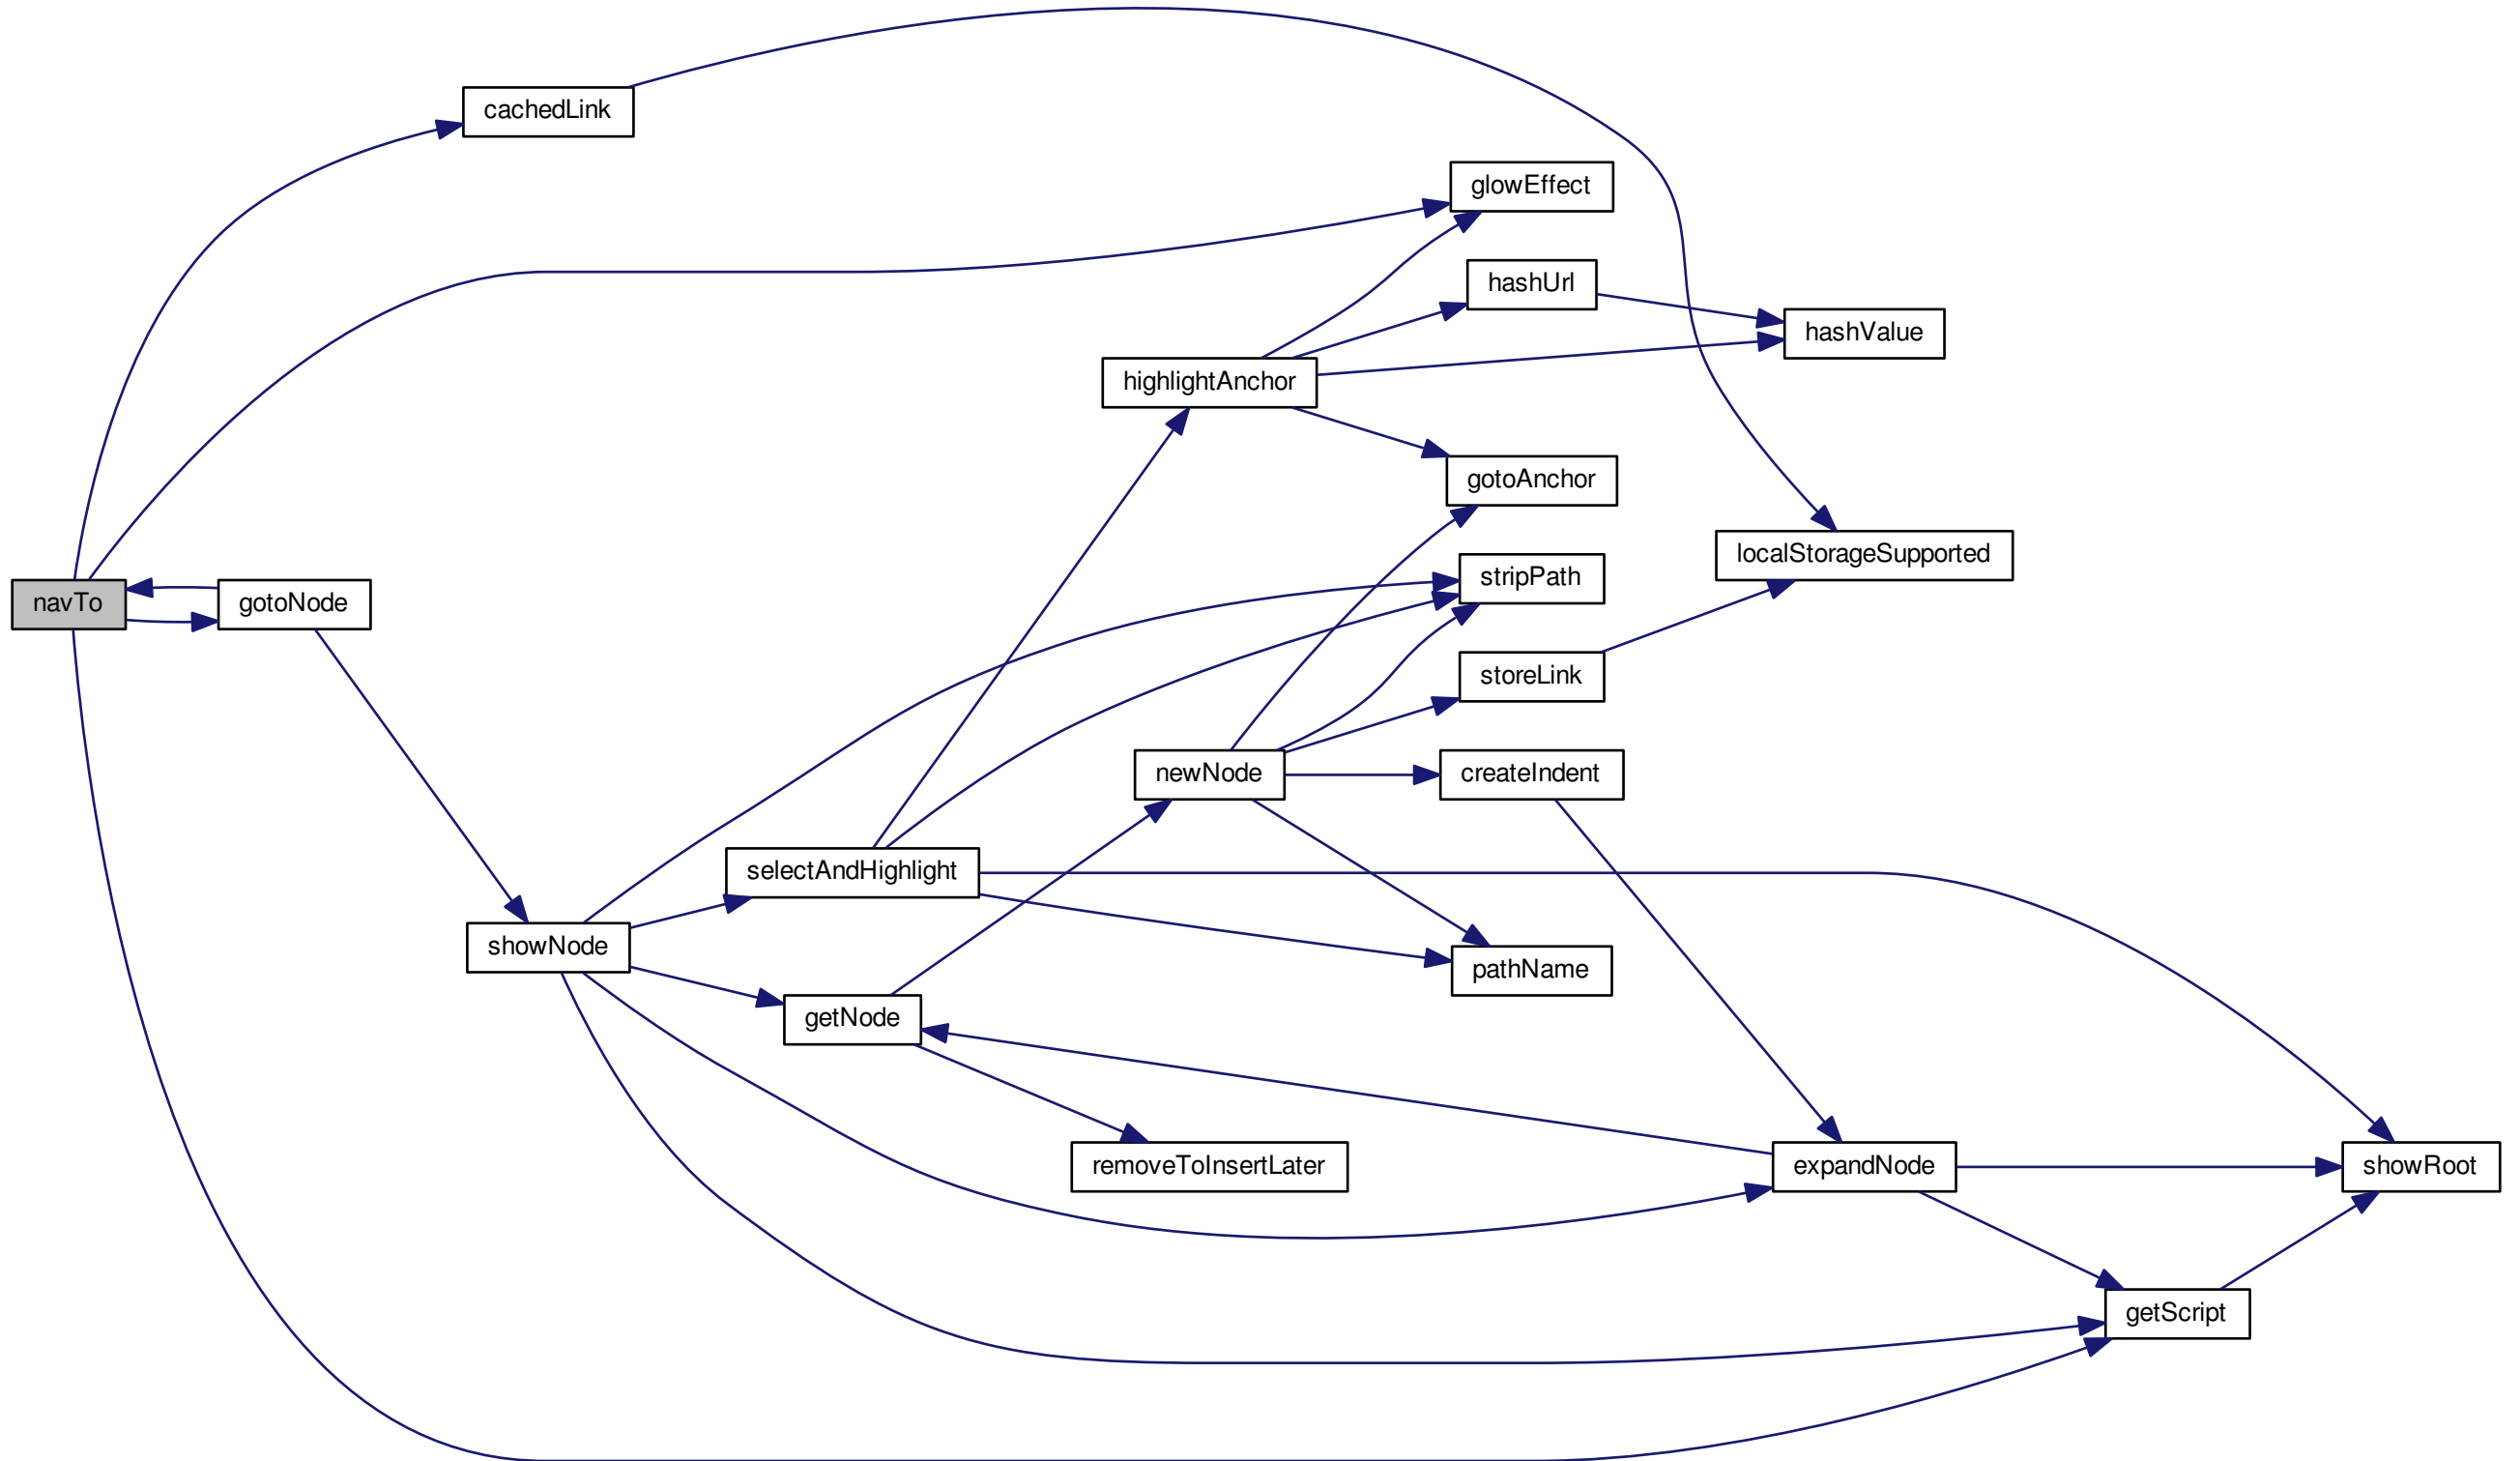 cachedLink
glowEffect
hashUrl
hashValue
highlightAnchor
gotoAnchor
localStorageSupported
stripPath
navTo
gotoNode
storeLink
newNode
createIndent
selectAndHighlight
showNode
pathName
getNode
removeToInsertLater
expandNode
showRoot
getScript